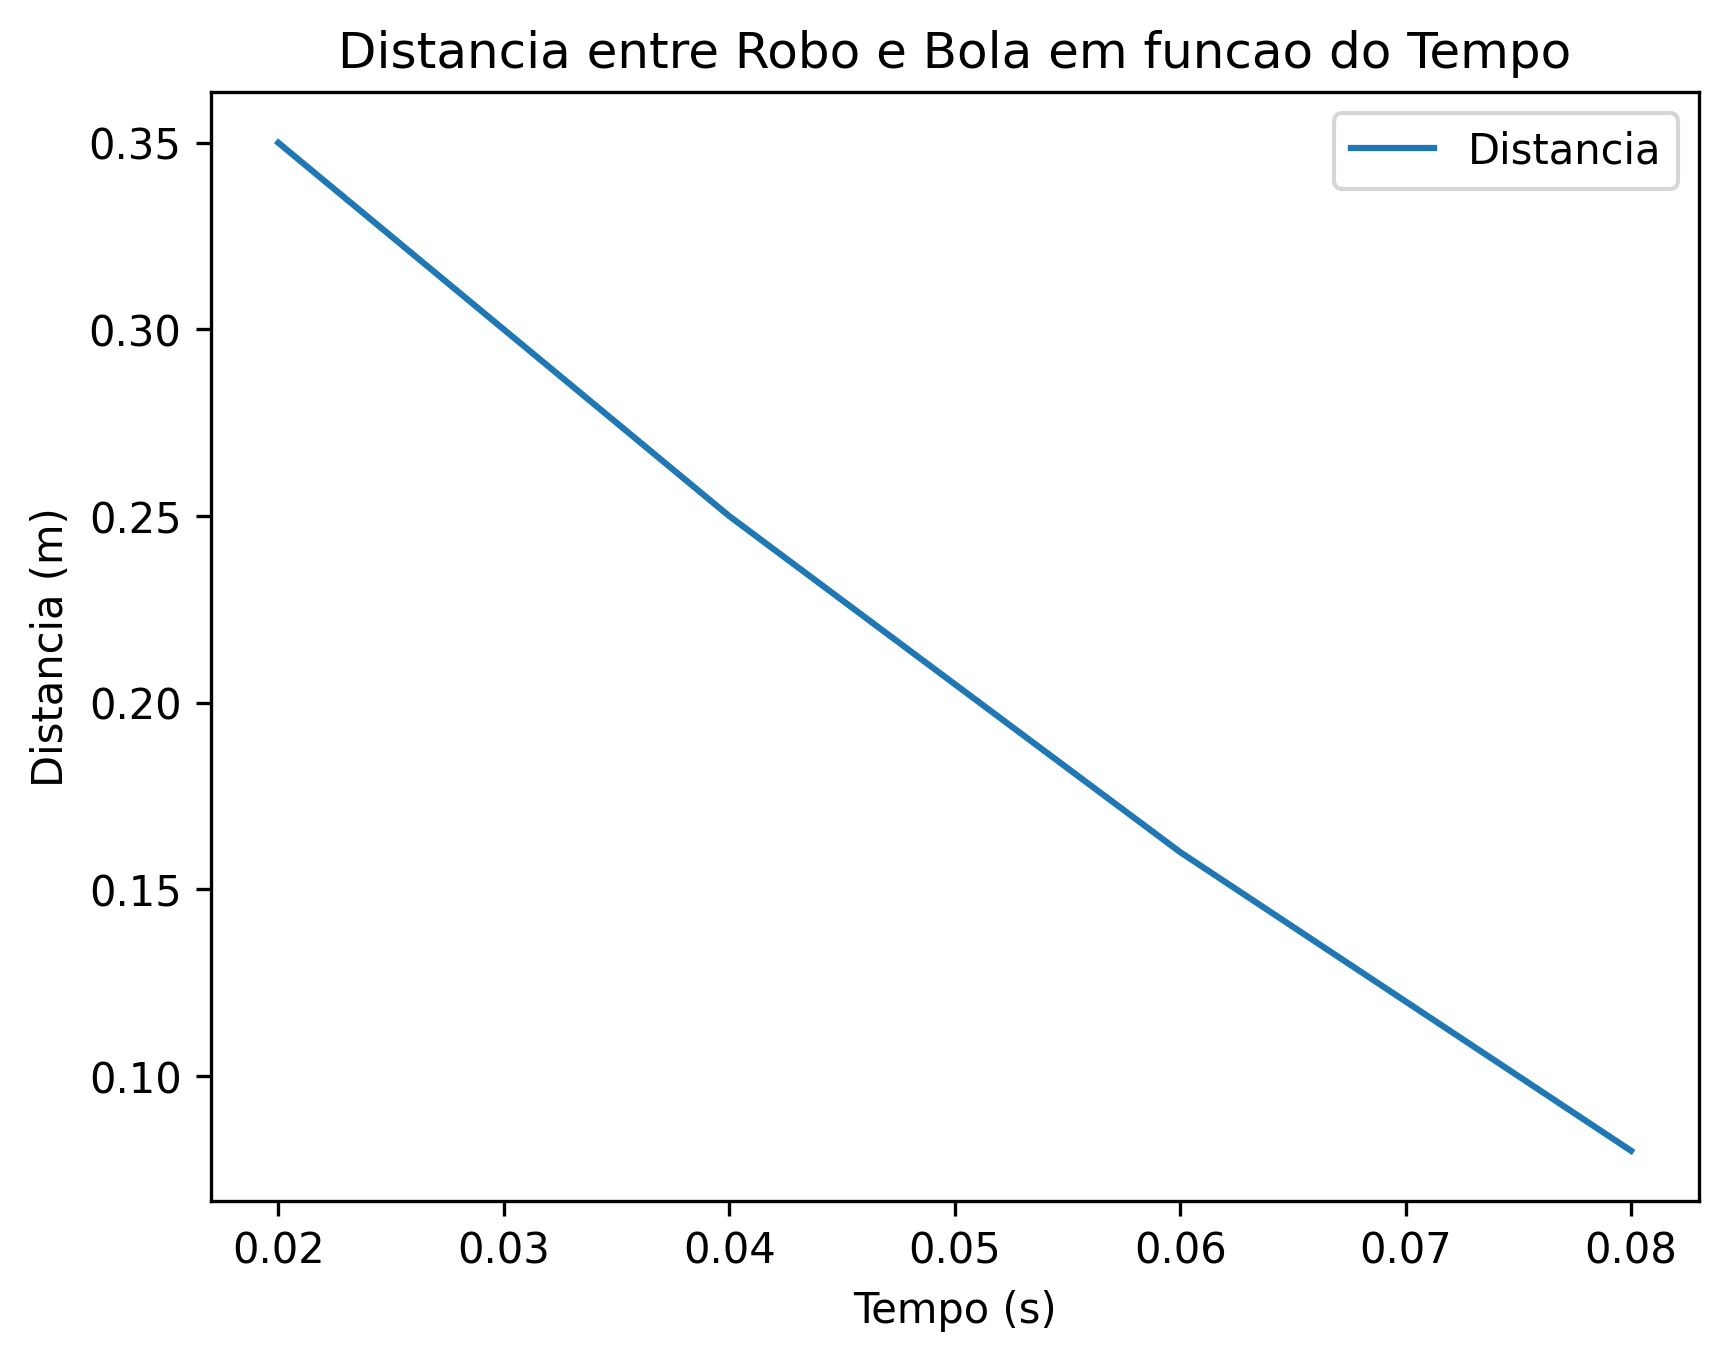 Distancia entre Robo e Bola em funcao do Tempo
Distancia
0.35
0.30
0.25
0.20
0.15
0.10
Distancia (m)
0.02 0.03 0.04 0.05 0.06 0.07 0.08
Tempo (s)